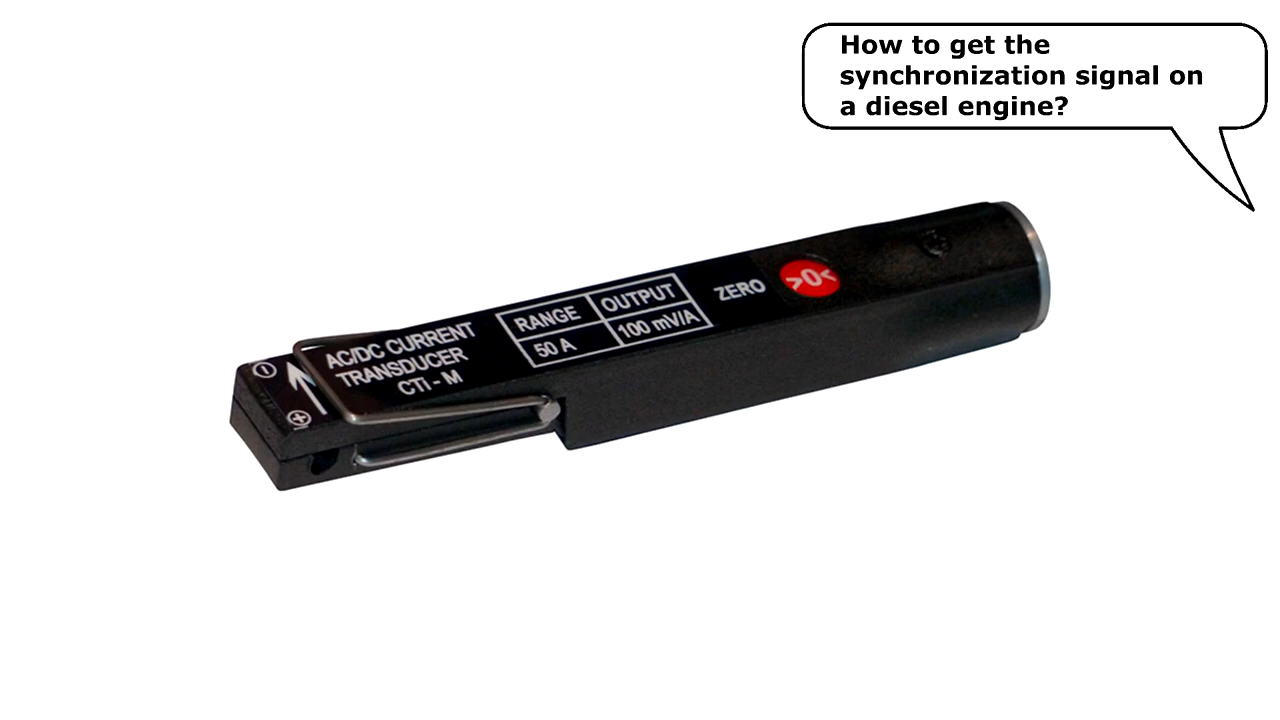 How to get the
synchronization signal on
a diesel engine?
AC/DC CURRENT
TRANSDUCER
CTi - M
RANGE OUTPUT
50 A 100 mV/A
ZERO >0<